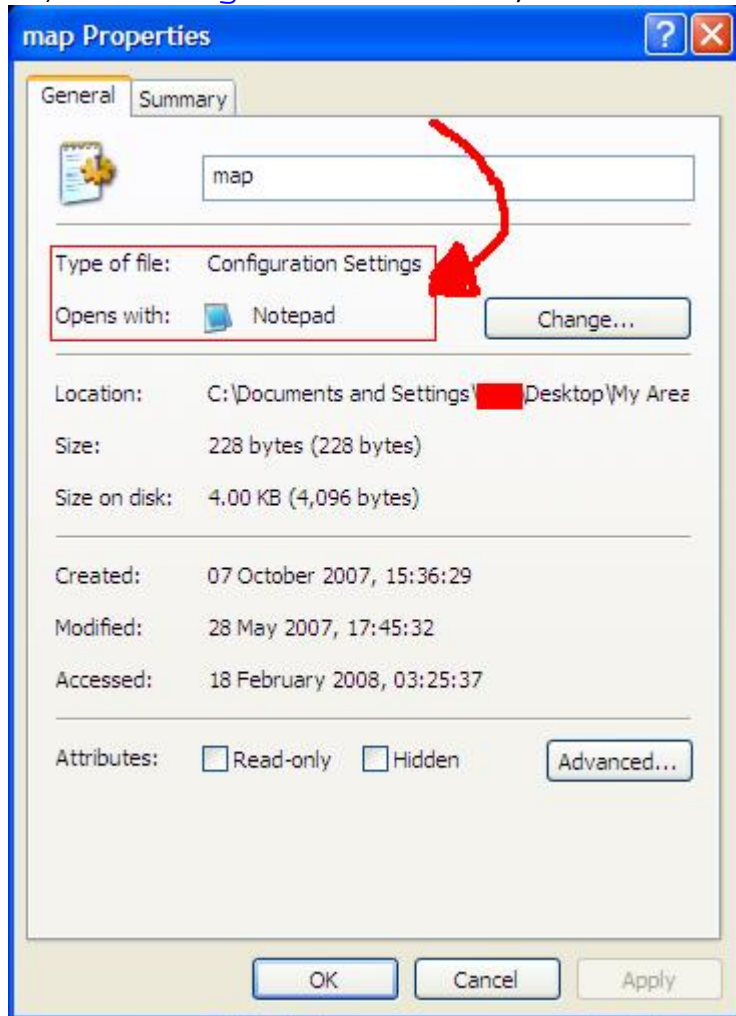 map Properties
General Summary
map
Type of file: Configuration Settings
Opens with: Notepad Change...
Location: C:\Documents and Settings\ \Desktop\My Area
Size: 228 bytes (228 bytes)
Size on disk: 4.00 KB (4,096 bytes)
Created: 07 October 2007, 15:36:29
Modified: 28 May 2007, 17:45:32
Accessed: 18 February 2008, 03:25:37
Attributes: Read-only Hidden Advanced...
OK Cancel Apply